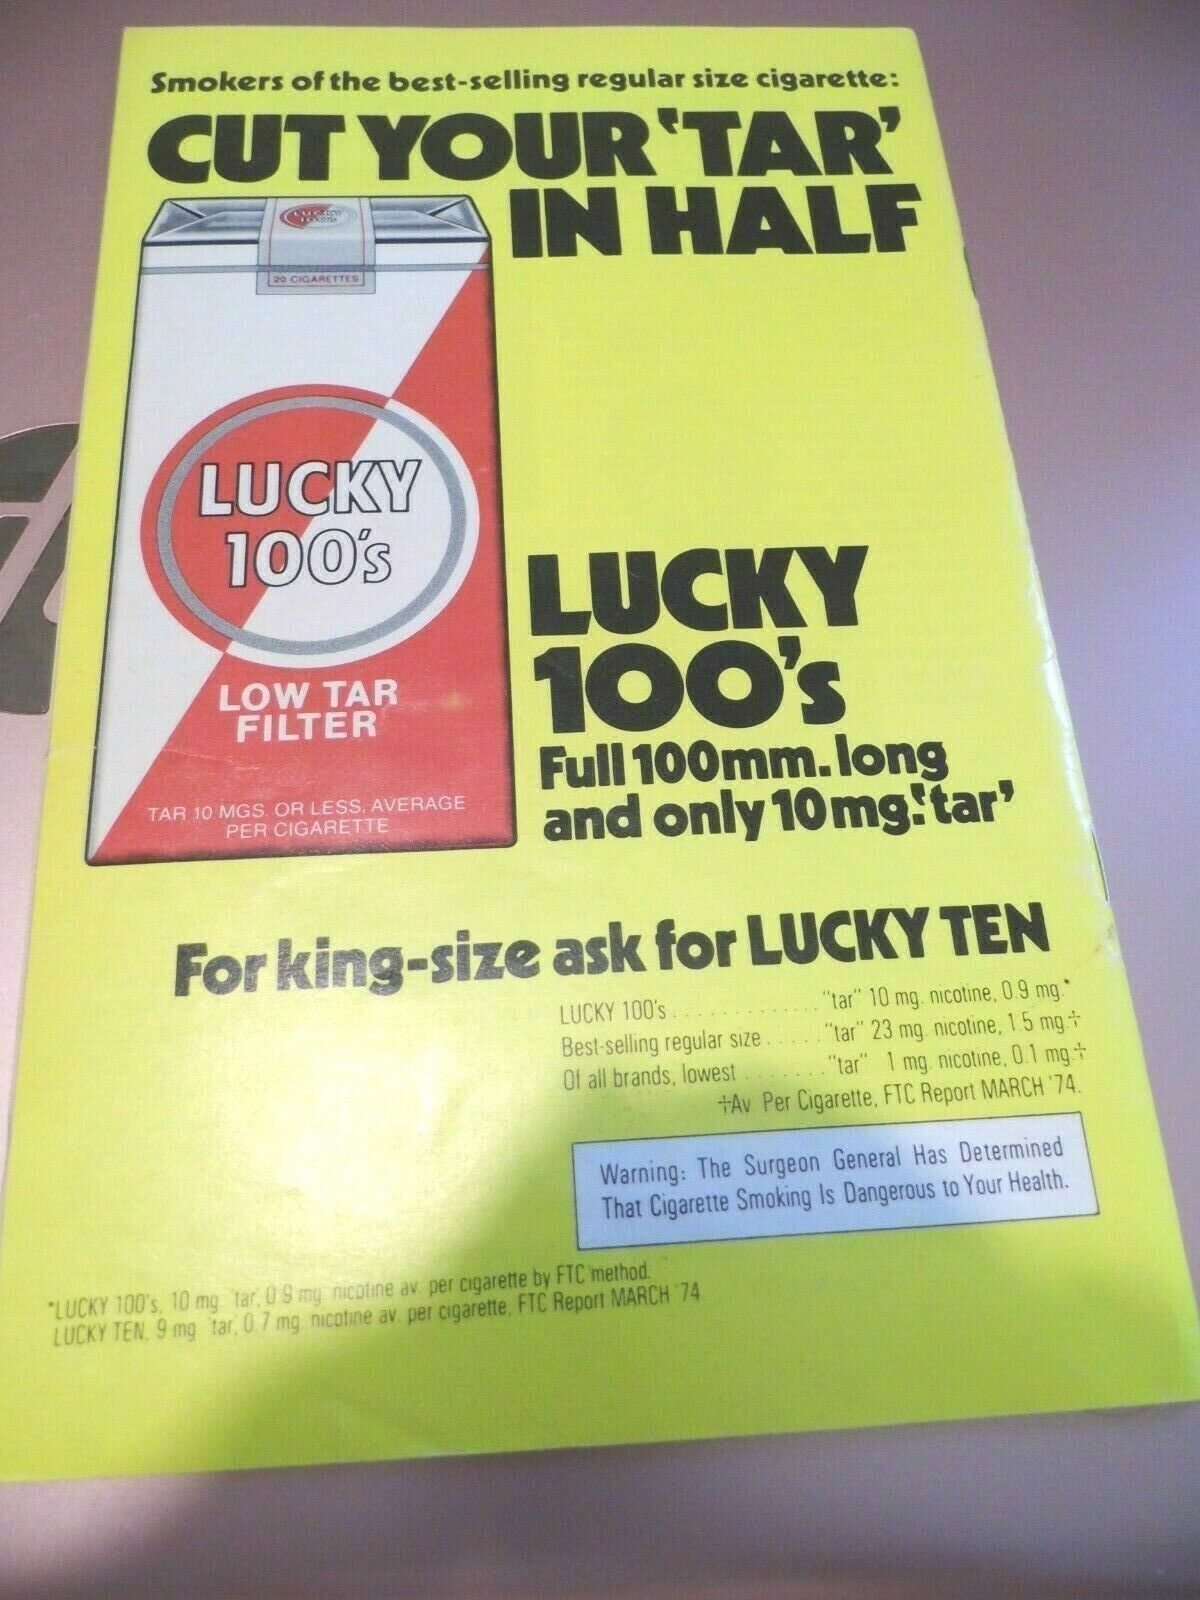 Smokers of the best-selling regular size cigarette:
CUT YOUR 'TAR'
IN HALF
LUCKY
100's
20 CIGARETTES
LUCKY
100's
LOW TAR
FILTER
TAR 10 MGS. OR LESS, AVERAGE
PER CIGARETTE
LUCKY
100's
Full 100mm. long
and only 10 mg. 'tar'
For king-size ask for LUCKY TEN
LUCKY 100's . . . . . . . . . . . . . "tar" 10 mg. nicotine, 0.9 mg.*
Best-selling regular size . . . . . "tar" 23 mg. nicotine, 1.5 mg.†
Of all brands, lowest . . . . . . . "tar" 1 mg. nicotine, 0.1 mg.†
†Av. Per Cigarette, FTC Report MARCH '74.
Warning: The Surgeon General Has Determined
That Cigarette Smoking Is Dangerous to Your Health.
*LUCKY 100's, 10 mg. 'tar,' 0.9 mg. nicotine av. per cigarette by FTC method.
LUCKY TEN, 9 mg. 'tar,' 0.7 mg. nicotine av. per cigarette, FTC Report MARCH '74.